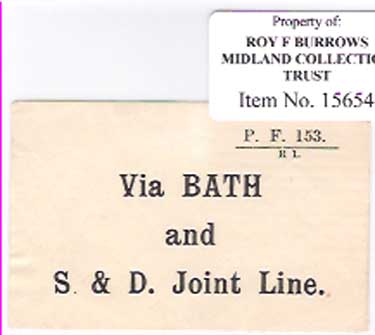 Property of:
ROY F BURROWS
MIDLAND COLLECTIO
TRUST
Item No. 15654
P. F. 153.
R L
Via BATH
and
S. & D. Joint Line.